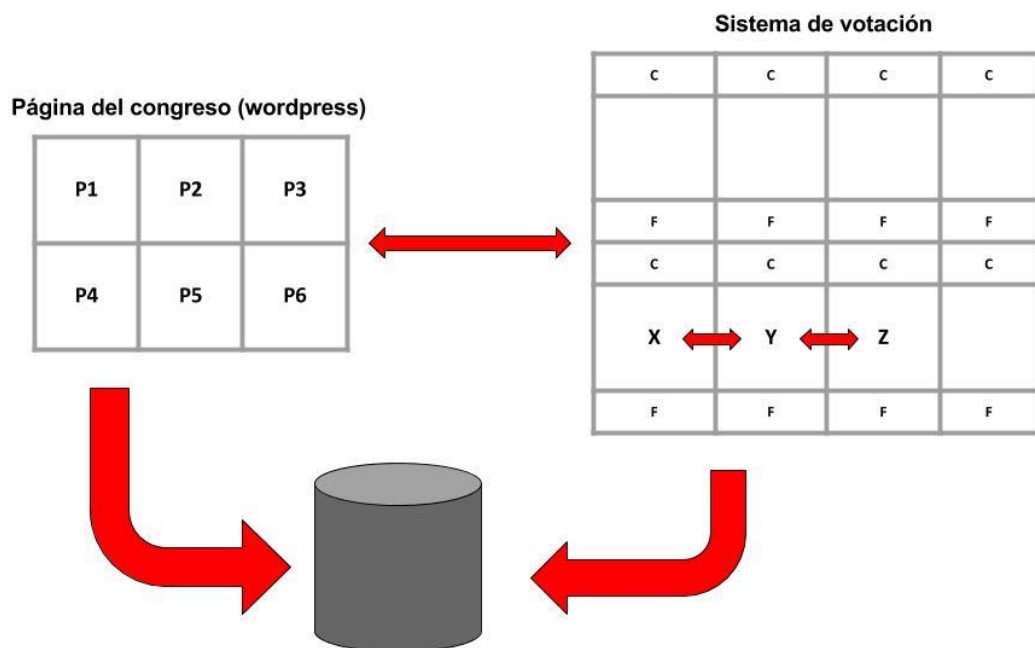 Sistema de votación
C C C C
Página del congreso (wordpress)
P1 P2 P3
F F F F
C C C C
P4 P5 P6
X Y Z
F F F F